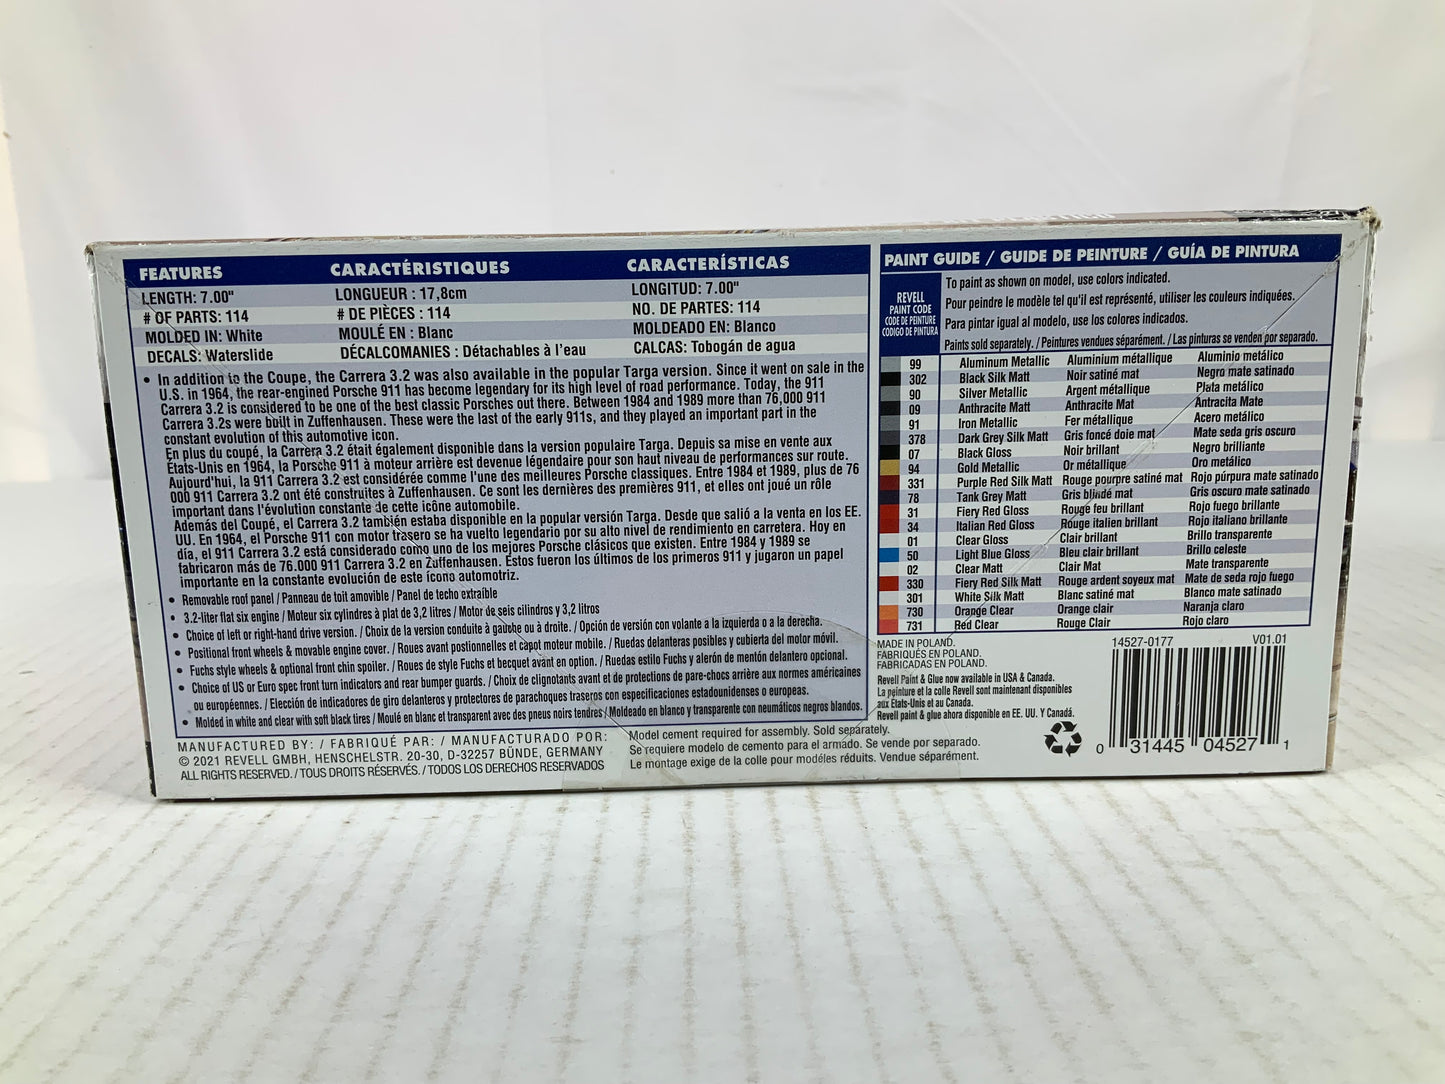 FEATURES CARACTÉRISTIQUES CARACTERÍSTICAS
LENGTH: 7.00" LONGUEUR : 17,8cm LONGITUD: 7.00"
# OF PARTS: 114 # DE PIÈCES : 114 NO. DE PARTES: 114
MOLDED IN: White MOULÉ EN : Blanc MOLDEADO EN: Blanco
DECALS: Waterslide DÉCALCOMANIES : Détachables à l'eau CALCAS: Tobogán de agua
• In addition to the Coupe, the Carrera 3.2 was also available in the popular Targa version. Since it went on sale in the
U.S. in 1964, the rear-engined Porsche 911 has become legendary for its high level of road performance. Today, the 911
Carrera 3.2 is considered to be one of the best classic Porsches out there. Between 1984 and 1989 more than 76,000 911
Carrera 3.2s were built in Zuffenhausen. These were the last of the early 911s, and they played an important part in the
constant evolution of this automotive icon.
En plus du coupé, la Carrera 3.2 était également disponible dans la version populaire Targa. Depuis sa mise en vente aux
États-Unis en 1964, la Porsche 911 à moteur arrière est devenue légendaire pour son haut niveau de performances sur route.
Aujourd'hui, la 911 Carrera 3.2 est considérée comme l'une des meilleures Porsche classiques. Entre 1984 et 1989, plus de 76
000 911 Carrera 3.2 ont été construites à Zuffenhausen. Ce sont les dernières des premières 911, et elles ont joué un rôle
important dans l'évolution constante de cette icône automobile.
Además del Coupé, el Carrera 3.2 también estaba disponible en la popular versión Targa. Desde que salió a la venta en los EE.
UU. En 1964, el Porsche 911 con motor trasero se ha vuelto legendario por su alto nivel de rendimiento en carretera. Hoy en
día, el 911 Carrera 3.2 está considerado como uno de los mejores Porsche clásicos que existen. Entre 1984 y 1989 se
fabricaron más de 76.000 911 Carrera 3.2 en Zuffenhausen. Estos fueron los últimos de los primeros 911 y jugaron un papel
importante en la constante evolución de este ícono automotriz.
• Removable roof panel / Panneau de toit amovible / Panel de techo extraíble
• 3.2-liter flat six engine / Moteur six cylindres à plat de 3,2 litres / Motor de seis cilindros y 3,2 litros
• Choice of left or right-hand drive version. / Choix de la version conduite à gauche ou à droite. / Opción de versión con volante a la izquierda o a la derecha.
• Positional front wheels & movable engine cover. / Roues avant positionnelles et capot moteur mobile. / Ruedas delanteras posibles y cubierta del motor móvil.
• Fuchs style wheels & optional front chin spoiler. / Roues de style Fuchs et becquet avant en option. / Ruedas estilo Fuchs y alerón de mentón delantero opcional.
• Choice of US or Euro spec front turn indicators and rear bumper guards. / Choix de clignotants avant et de protections de pare-chocs arrière aux normes américaines
ou européennes. / Elección de indicadores de giro delanteros y protectores de parachoques traseros con especificaciones estadounidenses o europeas.
• Molded in white and clear with soft black tires / Moulé en blanc et transparent avec des pneus noirs tendres / Moldeado en blanco y transparente con neumáticos negros blandos.
MANUFACTURED BY: / FABRIQUÉ PAR: / MANUFACTURADO POR:
© 2021 REVELL GMBH, HENSCHELSTR. 20-30, D-32257 BÜNDE, GERMANY
ALL RIGHTS RESERVED. / TOUS DROITS RÉSERVÉS. / TODOS LOS DERECHOS RESERVADOS
Model cement required for assembly. Sold separately.
Se requiere modelo de cemento para el armado. Se vende por separado.
Le montage exige de la colle pour modéles réduits. Vendue séparément.
PAINT GUIDE / GUIDE DE PEINTURE / GUÍA DE PINTURA
REVELL
PAINT CODE
CODE DE PEINTURE
CÓDIGO DE PINTURA
To paint as shown on model, use colors indicated.
Pour peindre le modèle tel qu'il est représenté, utiliser les couleurs indiquées.
Para pintar igual al modelo, use los colores indicados.
Paints sold separately. / Peintures vendues séparément. / Las pinturas se venden por separado.
99 Aluminum Metallic Aluminium métallique Aluminio metálico
302 Black Silk Matt Noir satiné mat Negro mate satinado
90 Silver Metallic Argent métallique Plata metálico
09 Anthracite Matt Anthracite Mat Antracita Mate
91 Iron Metallic Fer métallique Acero metálico
378 Dark Grey Silk Matt Gris foncé doie mat Mate seda gris oscuro
07 Black Gloss Noir brillant Negro brillante
94 Gold Metallic Or métallique Oro metálico
331 Purple Red Silk Matt Rouge pourpre satiné mat Rojo púrpura mate satinado
78 Tank Grey Matt Gris blindé mat Gris oscuro mate satinado
31 Fiery Red Gloss Rouge feu brillant Rojo fuego brillante
34 Italian Red Gloss Rouge italien brillant Rojo italiano brillante
01 Clear Gloss Clair brillant Brillo transparente
50 Light Blue Gloss Bleu clair brillant Brillo celeste
02 Clear Matt Clair Mat Mate transparente
330 Fiery Red Silk Matt Rouge ardent soyeux mat Mate de seda rojo fuego
301 White Silk Matt Blanc satiné mat Blanco mate satinado
730 Orange Clear Orange clair Naranja claro
731 Red Clear Rouge Clair Rojo claro
MADE IN POLAND.
FABRIQUÉS EN POLAND.
FABRICADAS EN POLAND.
Revell Paint & Glue now available in USA & Canada.
La peinture et la colle Revell sont maintenant disponibles
aux États-Unis et au Canada.
Revell paint & glue ahora disponible en EE. UU. Y Canadá.
14527-0177 V01.01
0 31445 04527 1